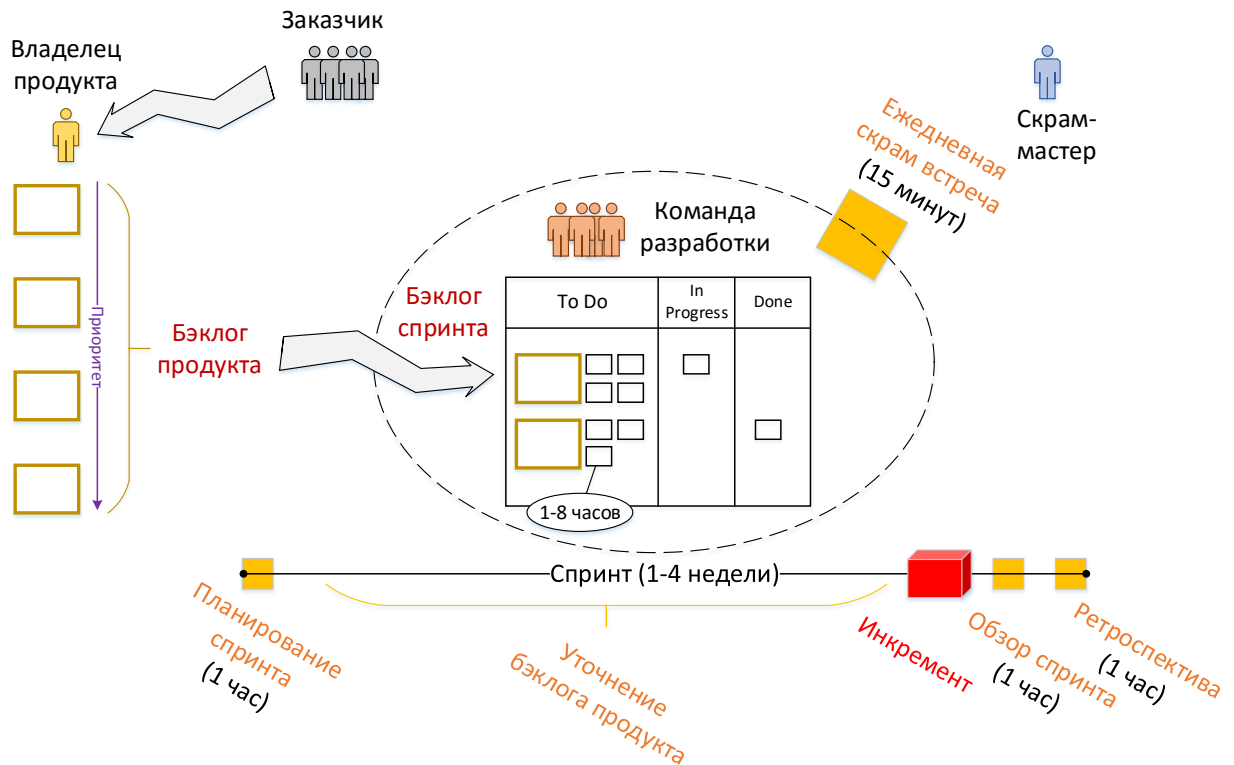 Заказчик
Владелец
продукта
Скрам-
мастер
Ежедневная
скрам встреча
(15 минут)
Команда
разработки
Приоритет
Бэклог
продукта
Бэклог
спринта
To Do
In
Progress
Done
1-8 часов
Спринт (1-4 недели)
Планирование
спринта
(1 час)
Уточнение
бэклога продукта
Инкремент
Обзор спринта
(1 час)
Ретроспектива
(1 час)